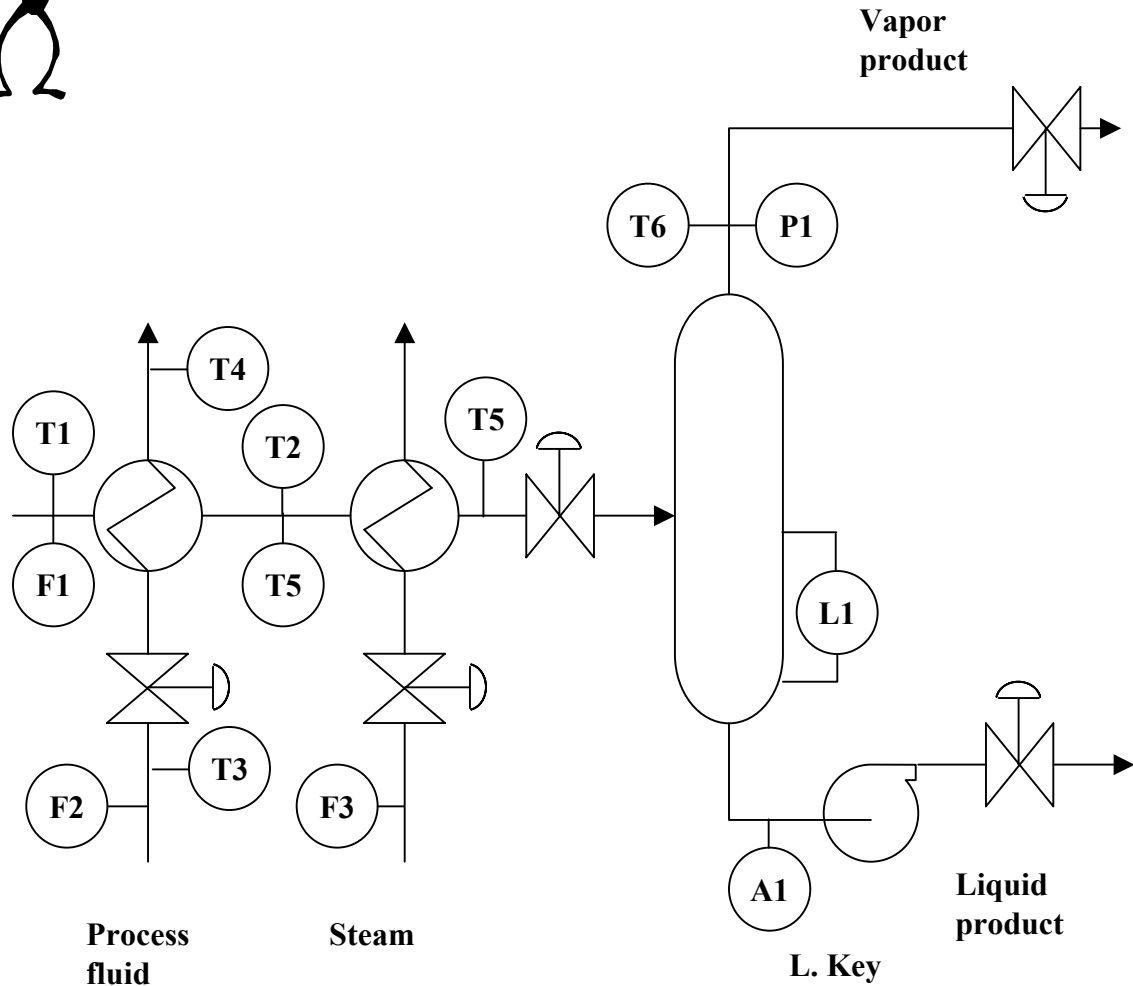 Vapor
product
T6
P1
T4
T1
T2
T5
F1
T5
L1
T3
F2
F3
A1
Liquid
product
Process
fluid
Steam
L. Key